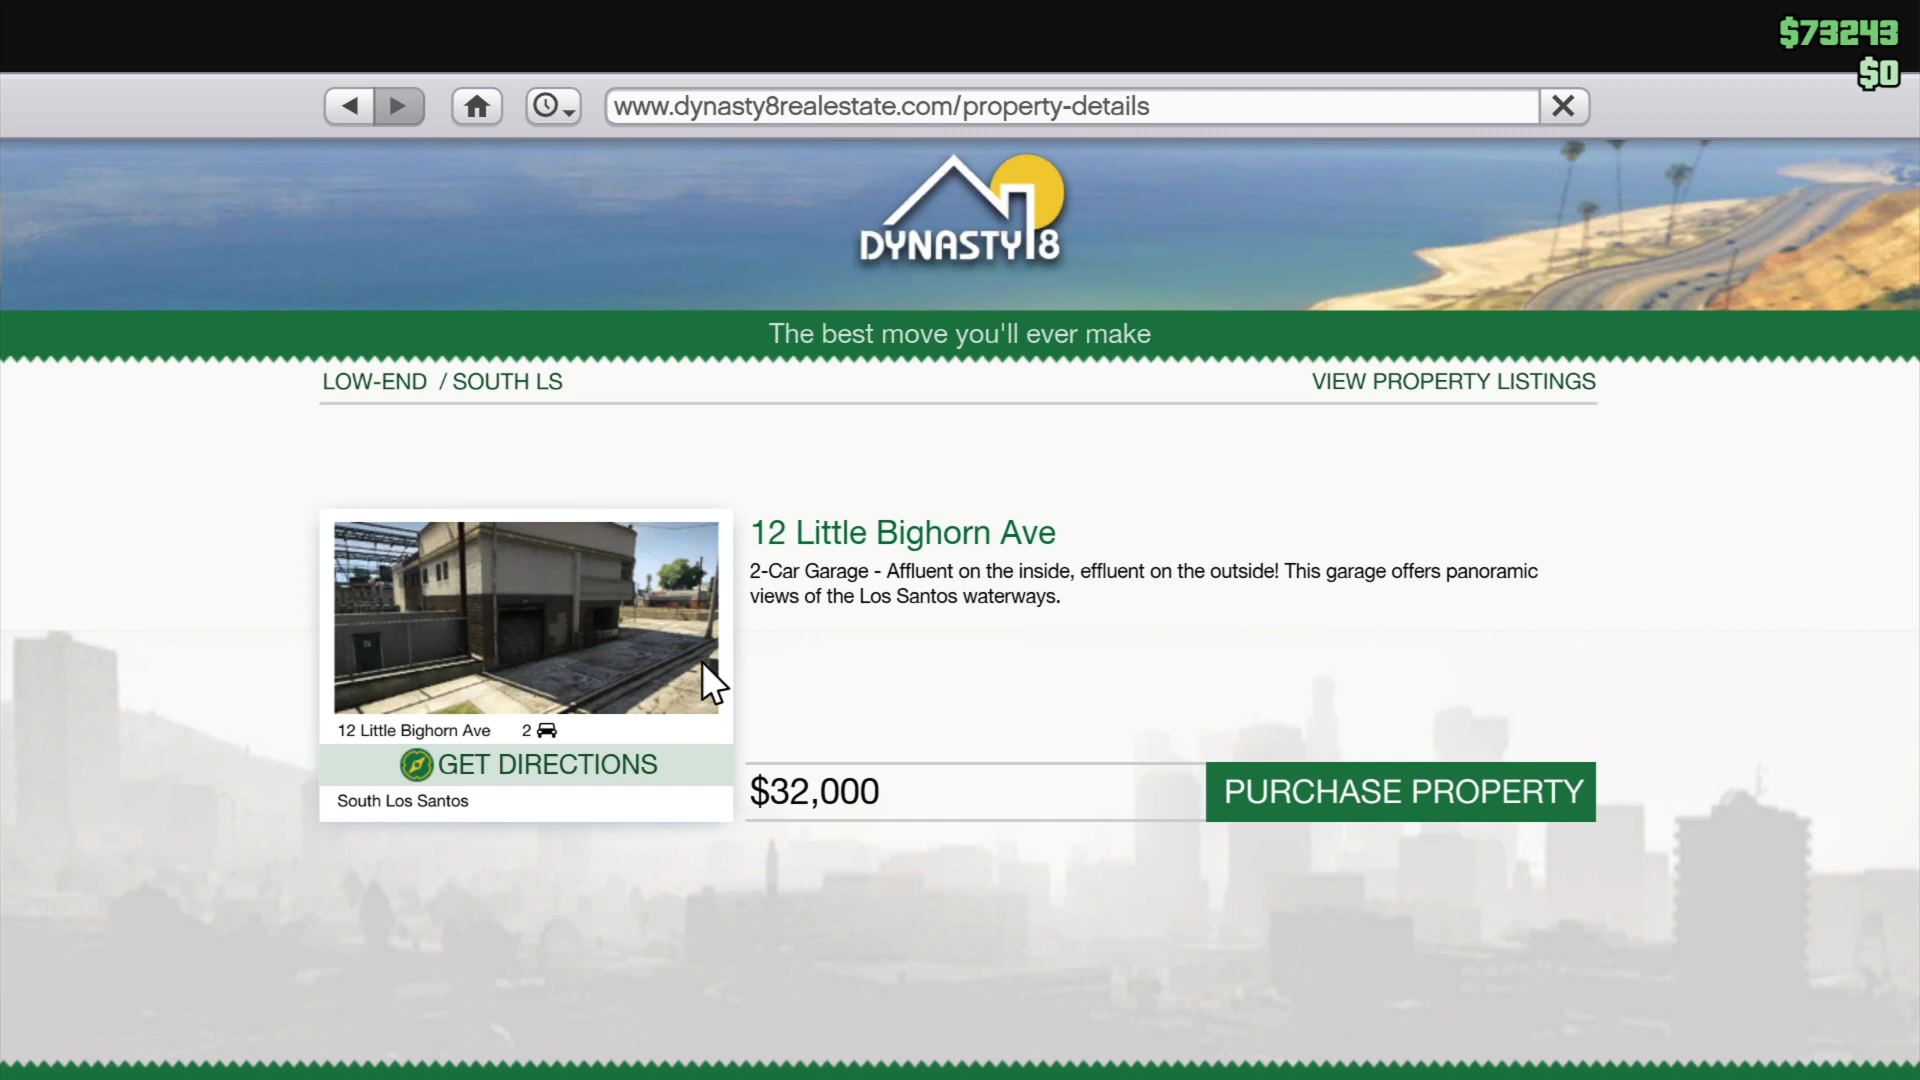 $73243
$0
www.dynasty8realestate.com/property-details
DYNASTY 8
The best move you'll ever make
LOW-END / SOUTH LS
VIEW PROPERTY LISTINGS
12 Little Bighorn Ave
2-Car Garage - Affluent on the inside, effluent on the outside! This garage offers panoramic
views of the Los Santos waterways.
12 Little Bighorn Ave 2
GET DIRECTIONS
South Los Santos
$32,000
PURCHASE PROPERTY